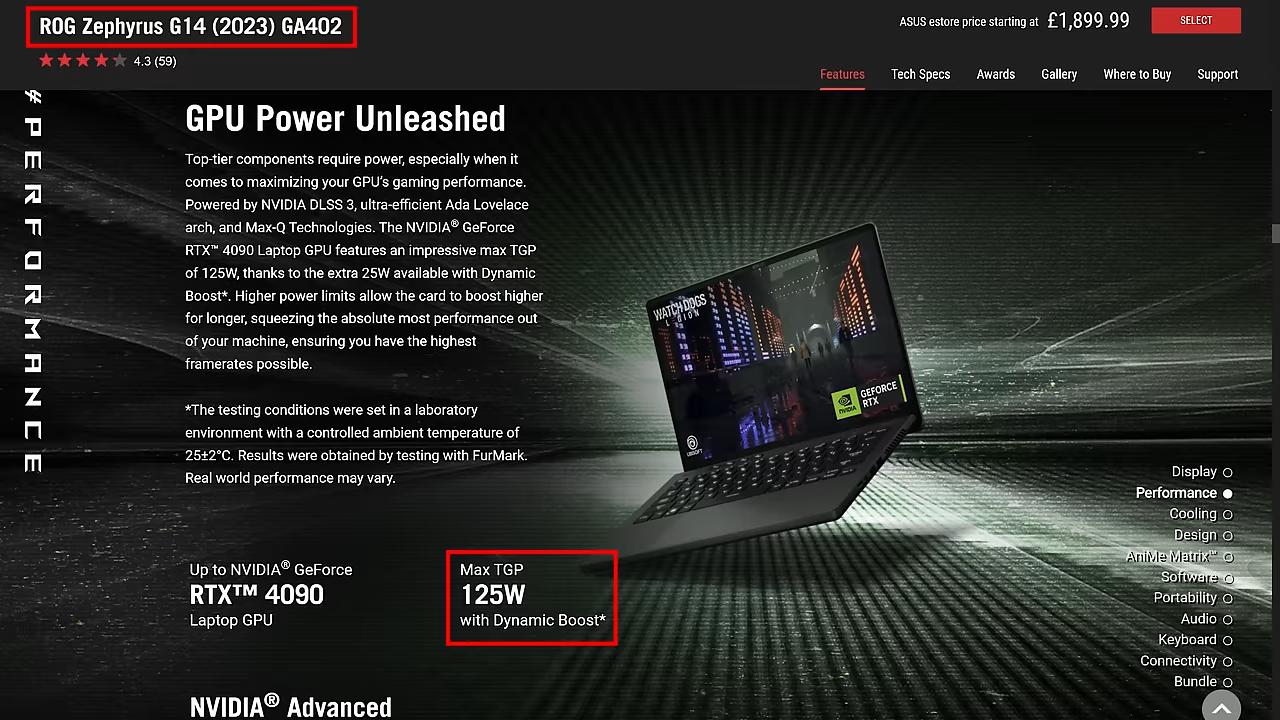 ROG Zephyrus G14 (2023) GA402
ASUS estore price starting at £1,899.99
SELECT
4.3 (59)
Features Tech Specs Awards Gallery Where to Buy Support
#PERFORMANCE
GPU Power Unleashed
Top-tier components require power, especially when it
comes to maximizing your GPU's gaming performance.
Powered by NVIDIA DLSS 3, ultra-efficient Ada Lovelace
arch, and Max-Q Technologies. The NVIDIA® GeForce
RTX™ 4090 Laptop GPU features an impressive max TGP
of 125W, thanks to the extra 25W available with Dynamic
Boost*. Higher power limits allow the card to boost higher
for longer, squeezing the absolute most performance out
of your machine, ensuring you have the highest
framerates possible.
*The testing conditions were set in a laboratory
environment with a controlled ambient temperature of
25±2°C. Results were obtained by testing with FurMark.
Real world performance may vary.
WATCH DOGS
LEGION
UBISOFT
NVIDIA
GEFORCE
RTX
Up to NVIDIA® GeForce
RTX™ 4090
Laptop GPU
Max TGP
125W
with Dynamic Boost*
Display
Performance
Cooling
Design
AniMe Matrix™
Software
Portability
Audio
Keyboard
Connectivity
Bundle
NVIDIA® Advanced